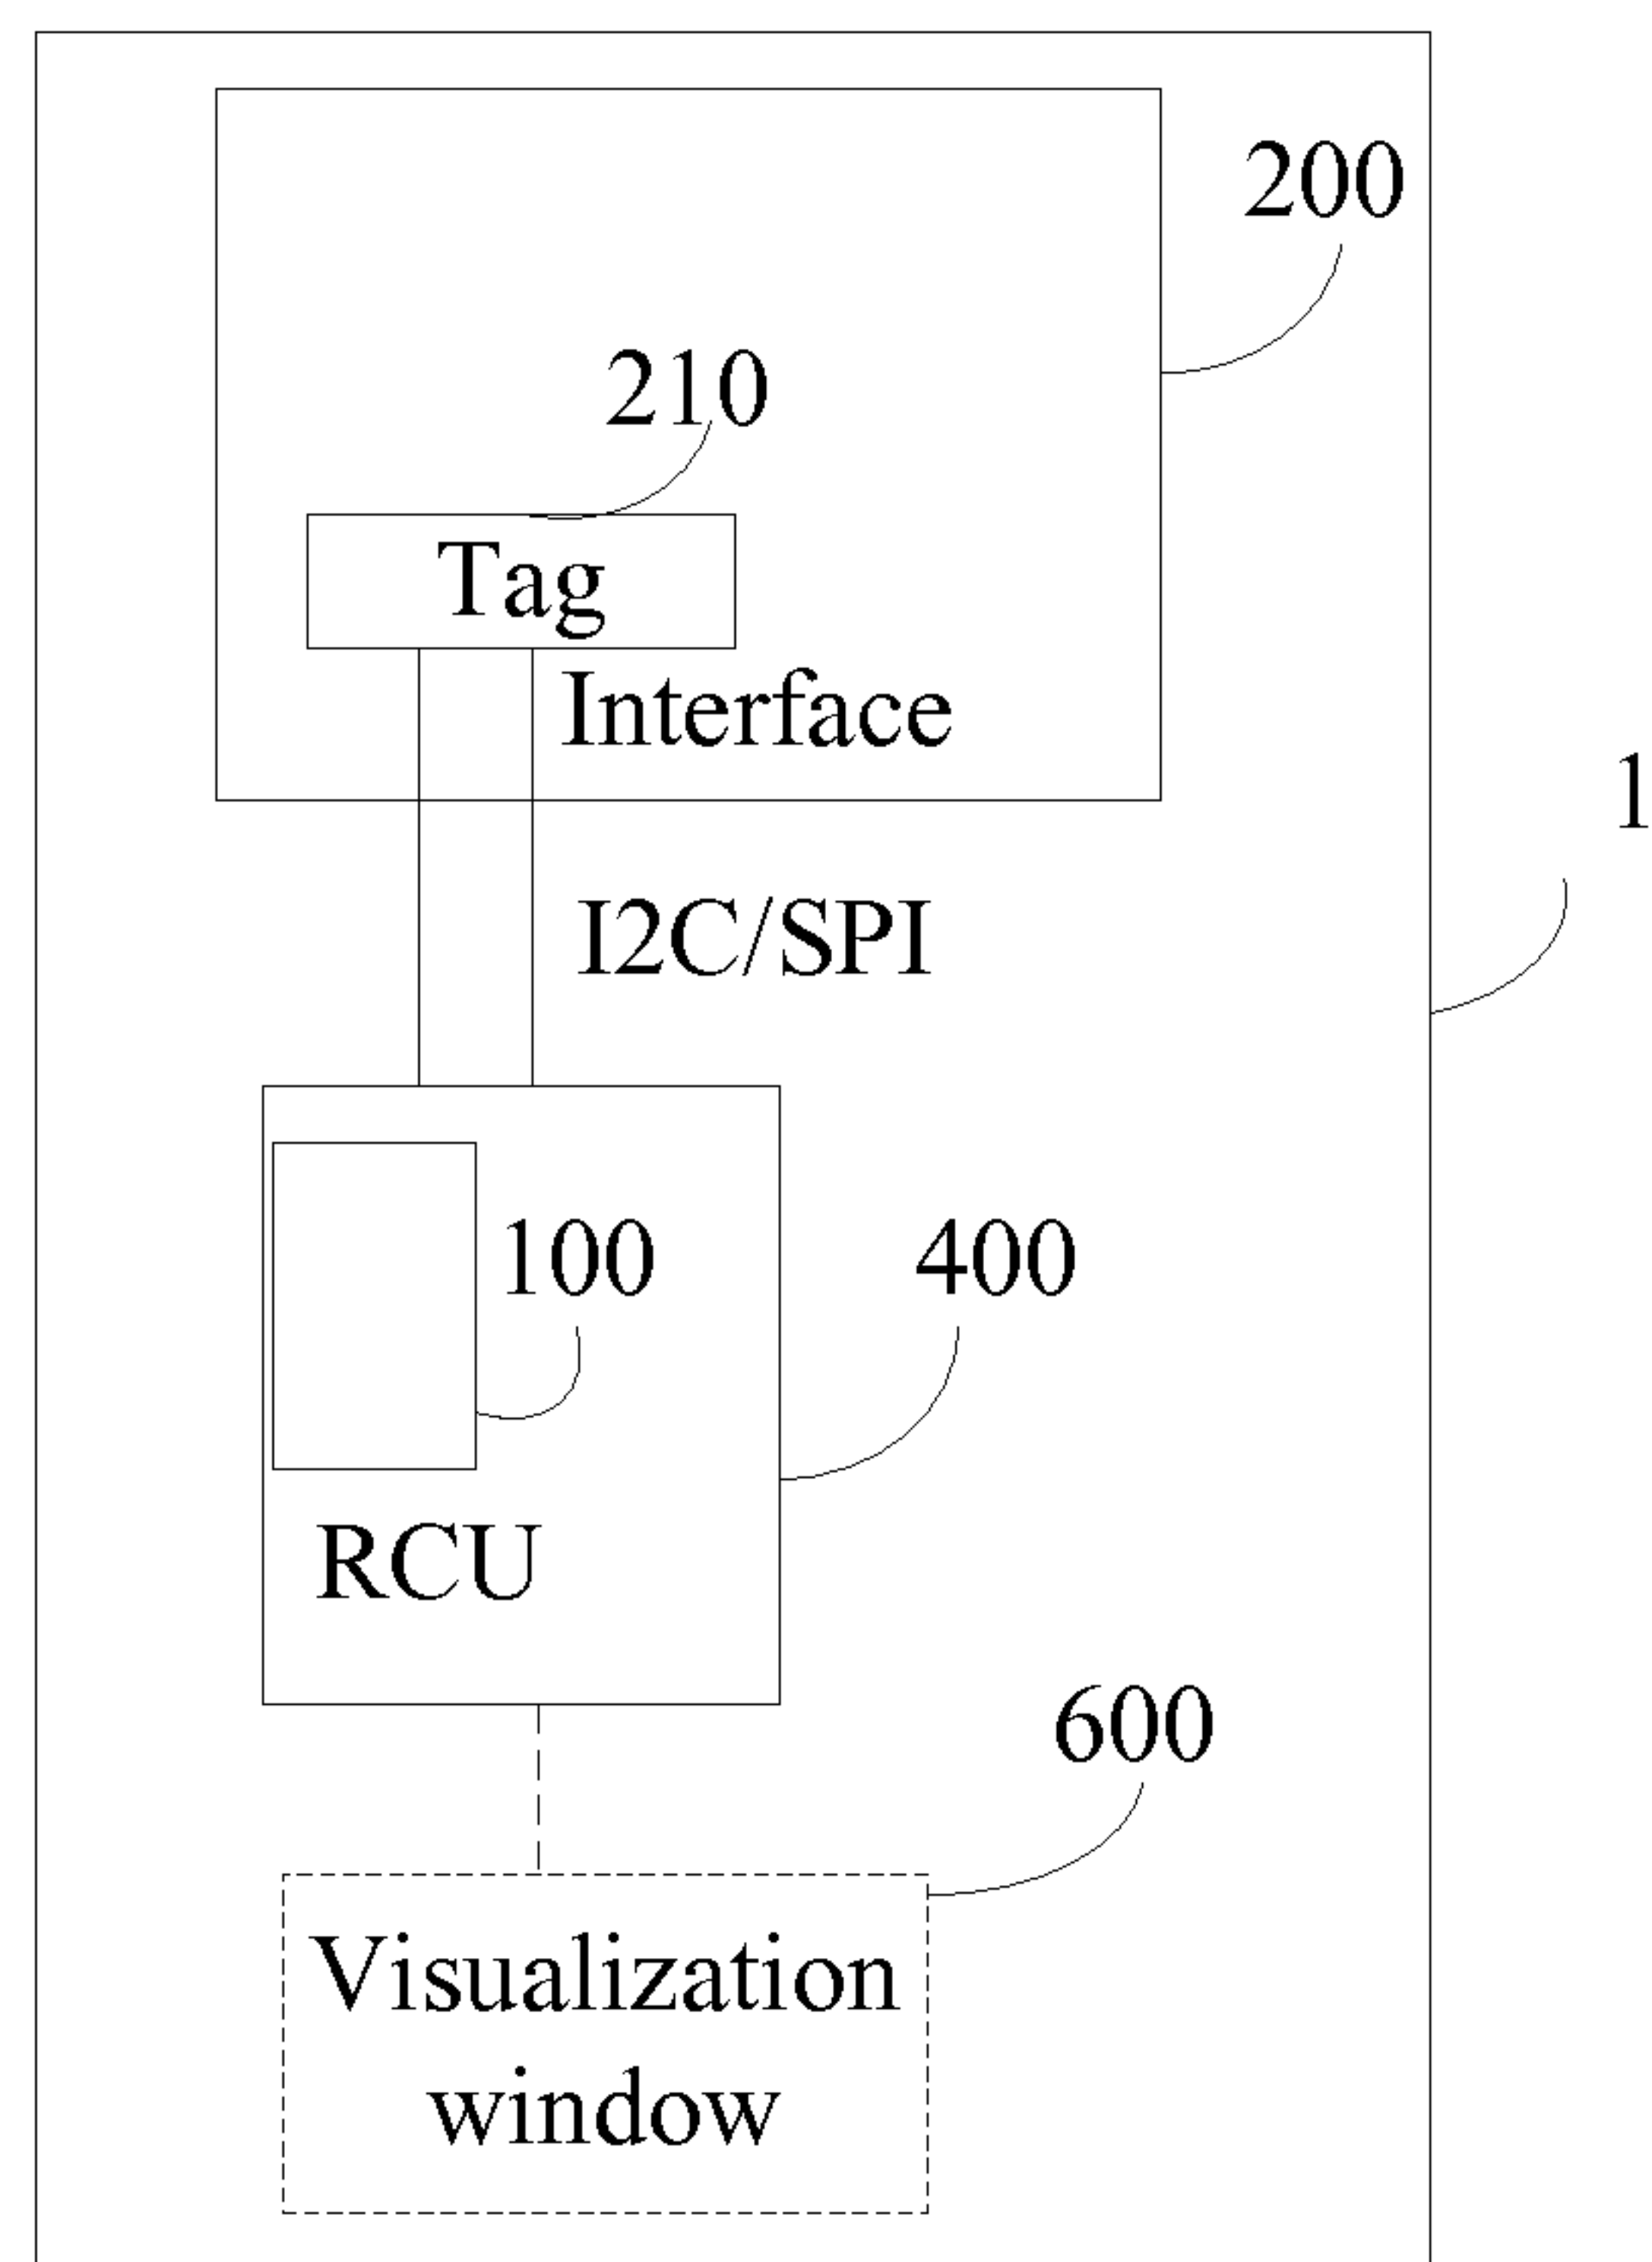 200
210
Tag
Interface
1
I2C/SPI
100
400
RCU
600
Visualization
window